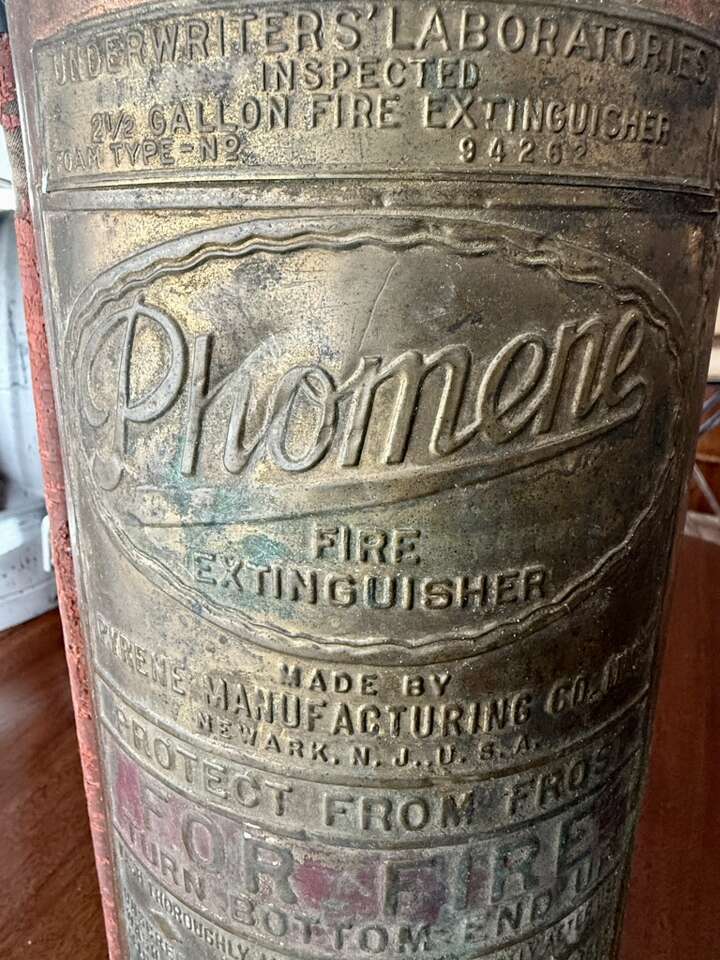 UNDERWRITERS' LABORATORIES
INSPECTED
2½ GALLON FIRE EXTINGUISHER
FOAM TYPE-Nº 94262
Phomene
FIRE
EXTINGUISHER
MADE BY
PYRENE MANUFACTURING CO.
NEWARK, N. J., U. S. A.
PROTECT FROM FROST
FOR FIRE
TURN BOTTOM END UP
THOROUGHLY